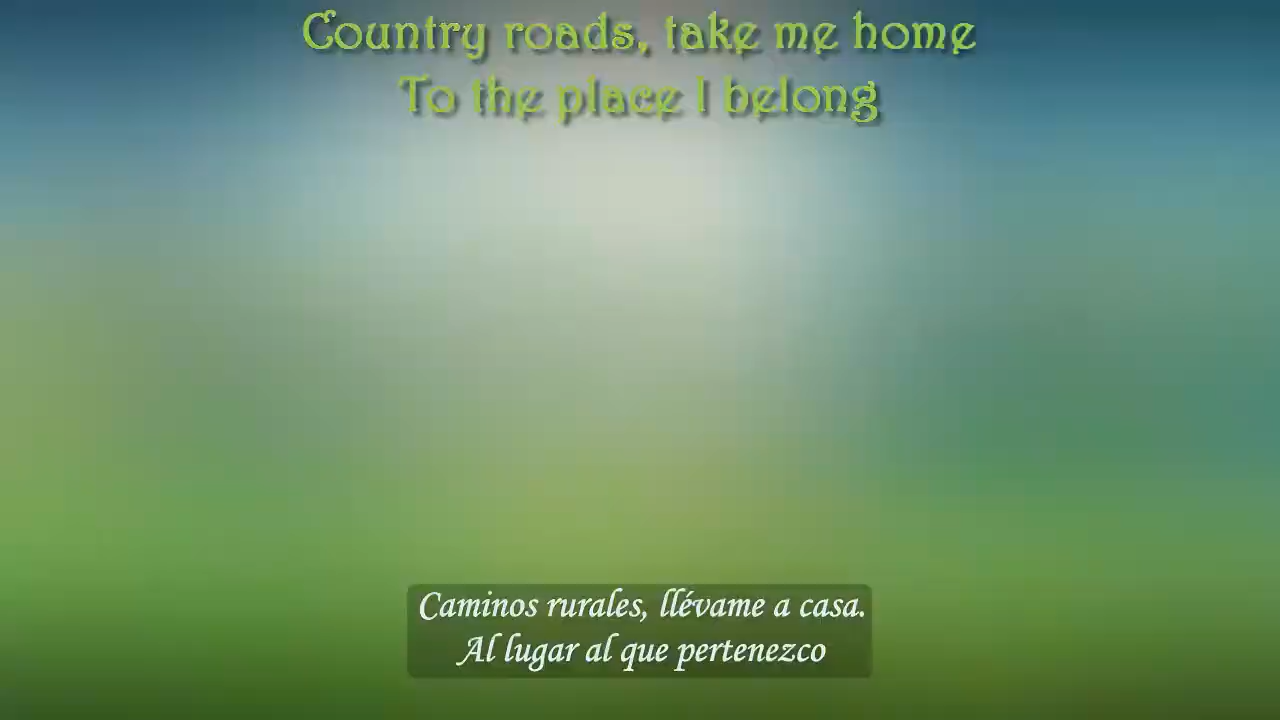 Country roads, take me home
To the place I belong
Caminos rurales, llévame a casa.
Al lugar al que pertenezco